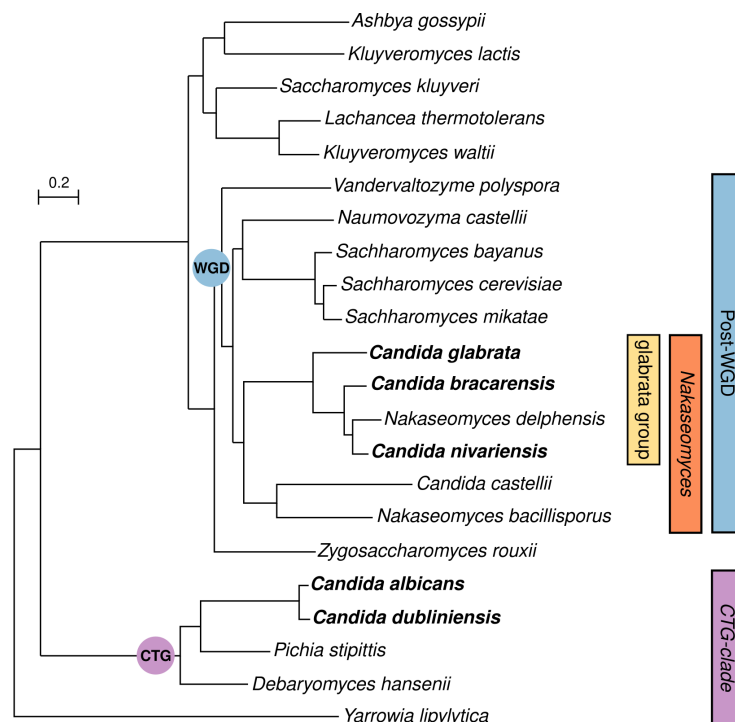 Ashbya gossypii
Kluyveromyces lactis
Saccharomyces kluyveri
Lachancea thermotolerans
Kluyveromyces waltii
0.2
Vandervaltozyme polyspora
Naumovozyma castellii
Sachharomyces bayanus
WGD
Sachharomyces cerevisiae
Sachharomyces mikatae
Candida glabrata
Candida bracarensis
Nakaseomyces delphensis
Candida nivariensis
Candida castellii
Nakaseomyces bacillisporus
Zygosaccharomyces rouxii
Candida albicans
Candida dubliniensis
Pichia stipittis
CTG
Debaryomyces hansenii
Yarrowia lipylytica
glabrata group
Nakaseomyces
Post-WGD
CTG-clade